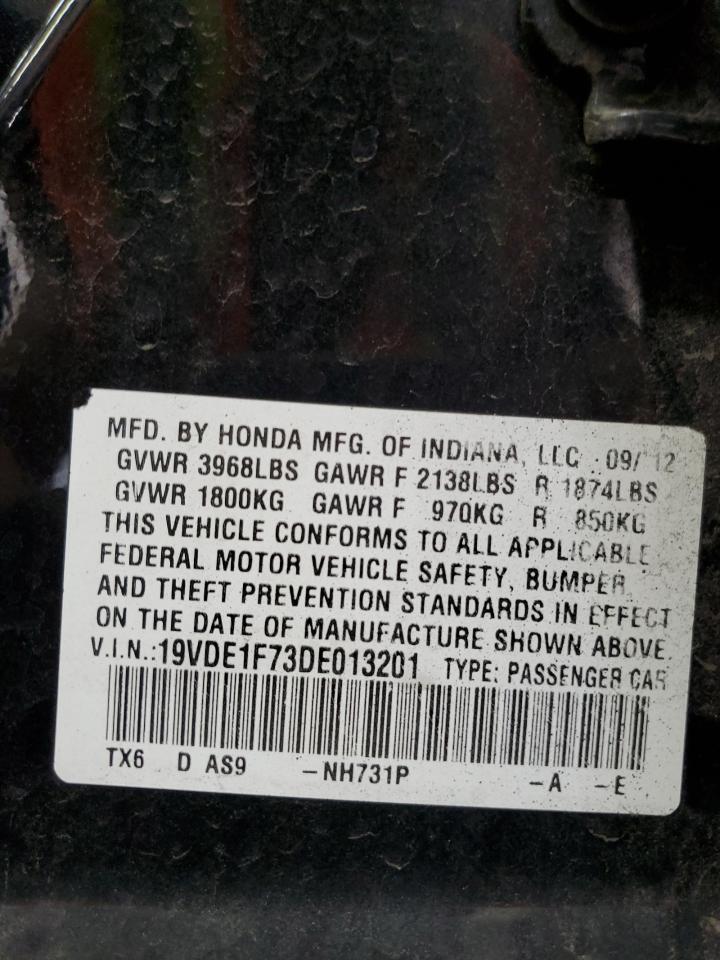 MFD. BY HONDA MFG. OF INDIANA, LLC 09/12
GVWR 3968LBS GAWR F 2138LBS R 1874LBS
GVWR 1800KG GAWR F 970KG R 850KG
THIS VEHICLE CONFORMS TO ALL APPLICABLE
FEDERAL MOTOR VEHICLE SAFETY, BUMPER,
AND THEFT PREVENTION STANDARDS IN EFFECT
ON THE DATE OF MANUFACTURE SHOWN ABOVE.
V.I.N.:19VDE1F73DE013201 TYPE: PASSENGER CAR
TX6 D AS9 -NH731P -A -E